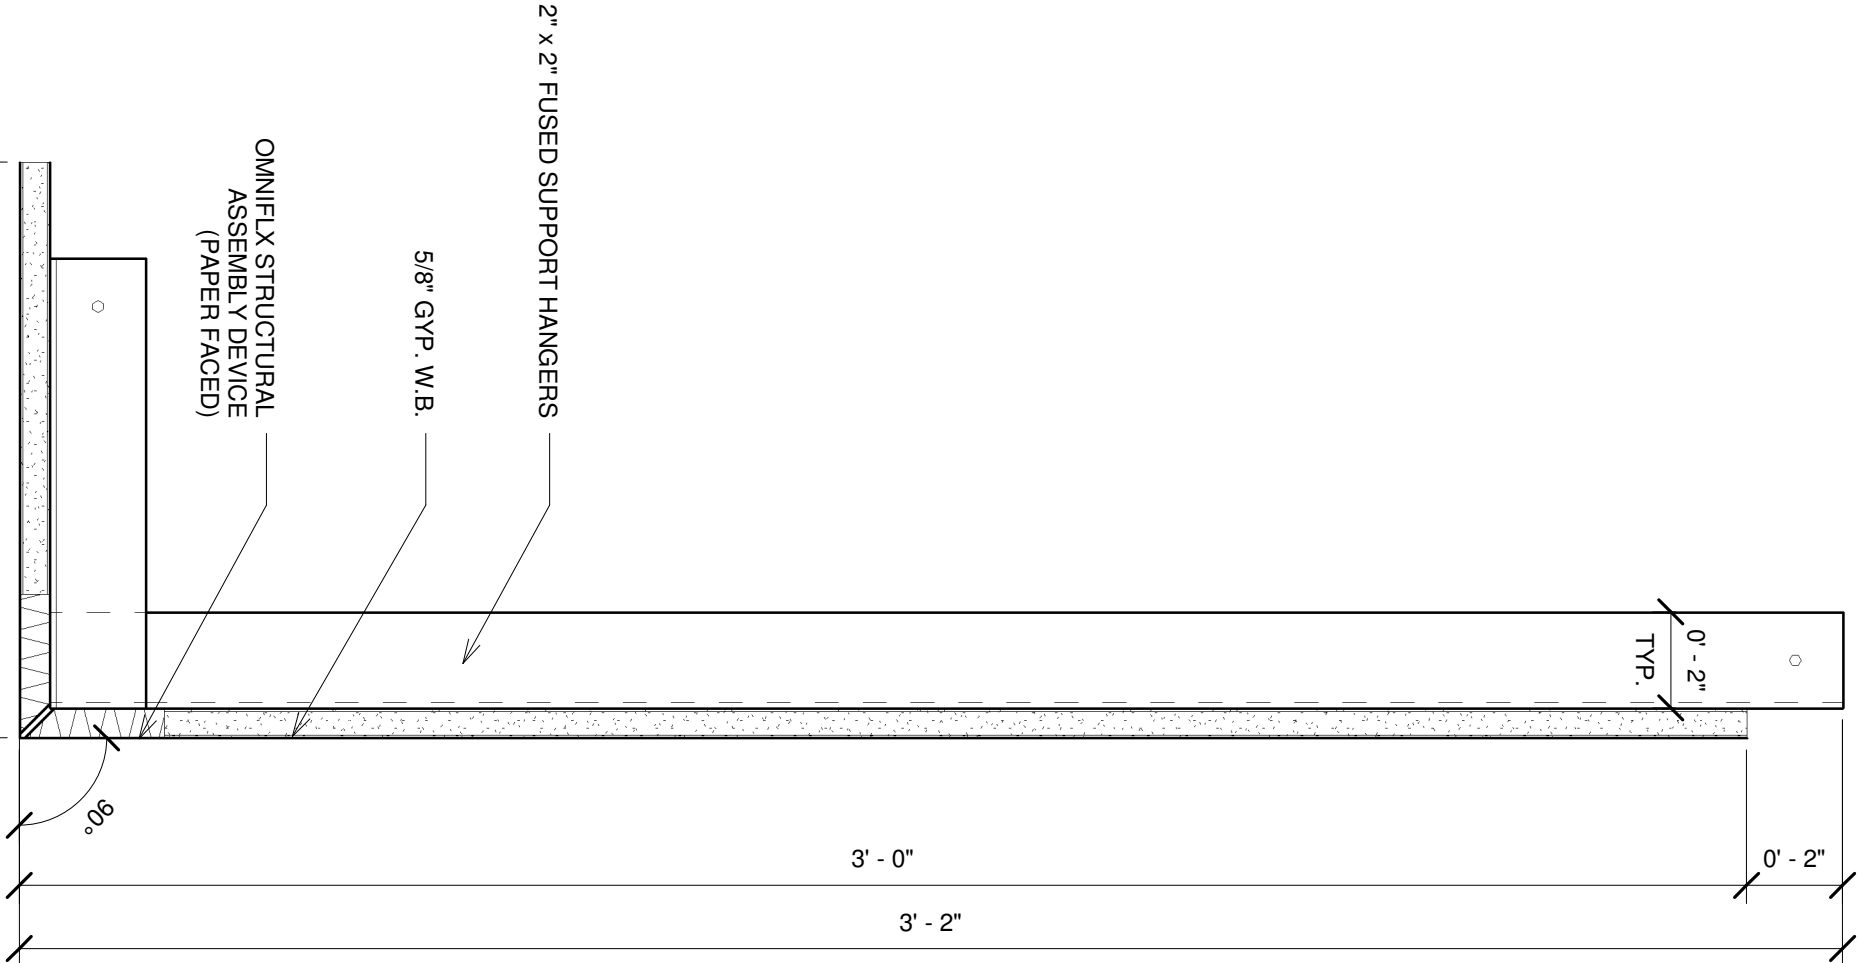 2" x 2" FUSED SUPPORT HANGERS
5/8" GYP. W.B.
OMNIFLX STRUCTURAL
ASSEMBLY DEVICE
(PAPER FACED)
0' - 2"
TYP.
90°
3' - 0"
0' - 2"
3' - 2"